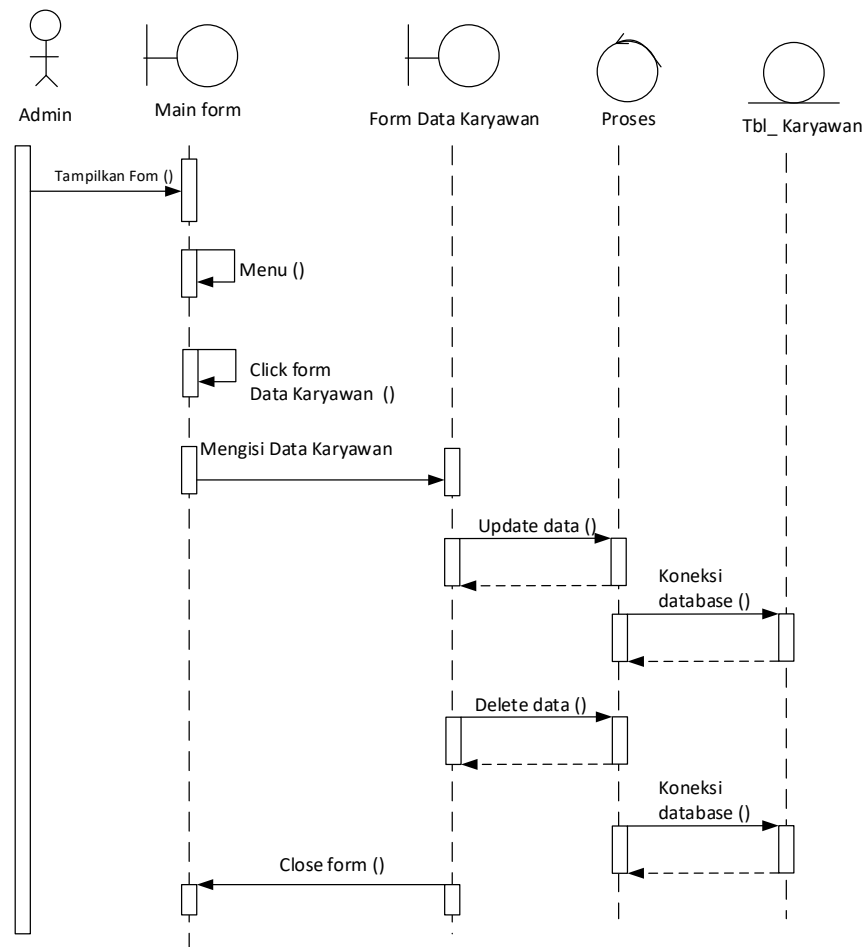 Admin
Main form
Form Data Karyawan
Proses
Tbl_ Karyawan
Tampilkan Fom ()
Menu ()
Click form
Data Karyawan ()
Mengisi Data Karyawan
Update data ()
Koneksi
database ()
Delete data ()
Koneksi
database ()
Close form ()